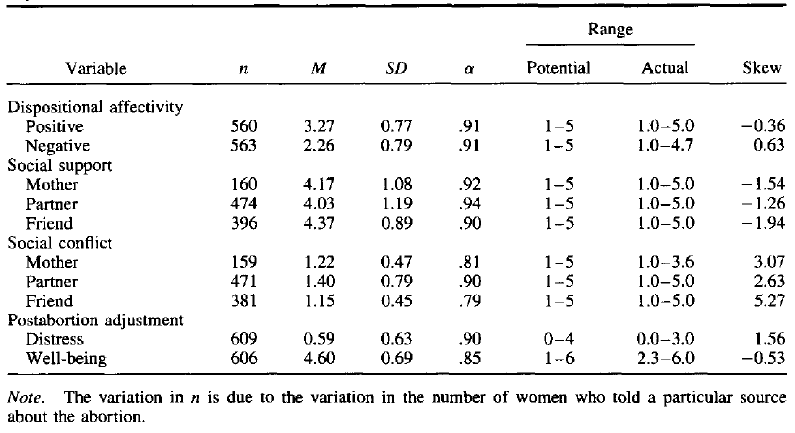 Range
Variable n M SD α Potential Actual Skew
Dispositional affectivity
Positive 560 3.27 0.77 .91 1–5 1.0–5.0 −0.36
Negative 563 2.26 0.79 .91 1–5 1.0–4.7 0.63
Social support
Mother 160 4.17 1.08 .92 1–5 1.0–5.0 −1.54
Partner 474 4.03 1.19 .94 1–5 1.0–5.0 −1.26
Friend 396 4.37 0.89 .90 1–5 1.0–5.0 −1.94
Social conflict
Mother 159 1.22 0.47 .81 1–5 1.0–3.6 3.07
Partner 471 1.40 0.79 .90 1–5 1.0–5.0 2.63
Friend 381 1.15 0.45 .79 1–5 1.0–5.0 5.27
Postabortion adjustment
Distress 609 0.59 0.63 .90 0–4 0.0–3.0 1.56
Well-being 606 4.60 0.69 .85 1–6 2.3–6.0 −0.53
Note. The variation in n is due to the variation in the number of women who told a particular source
about the abortion.